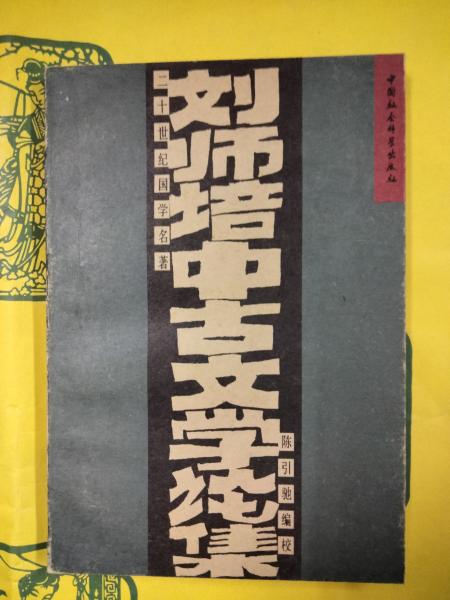 中国社会科学出版社
二十世纪国学名著
刘师培中古文学论集
陈引驰编校